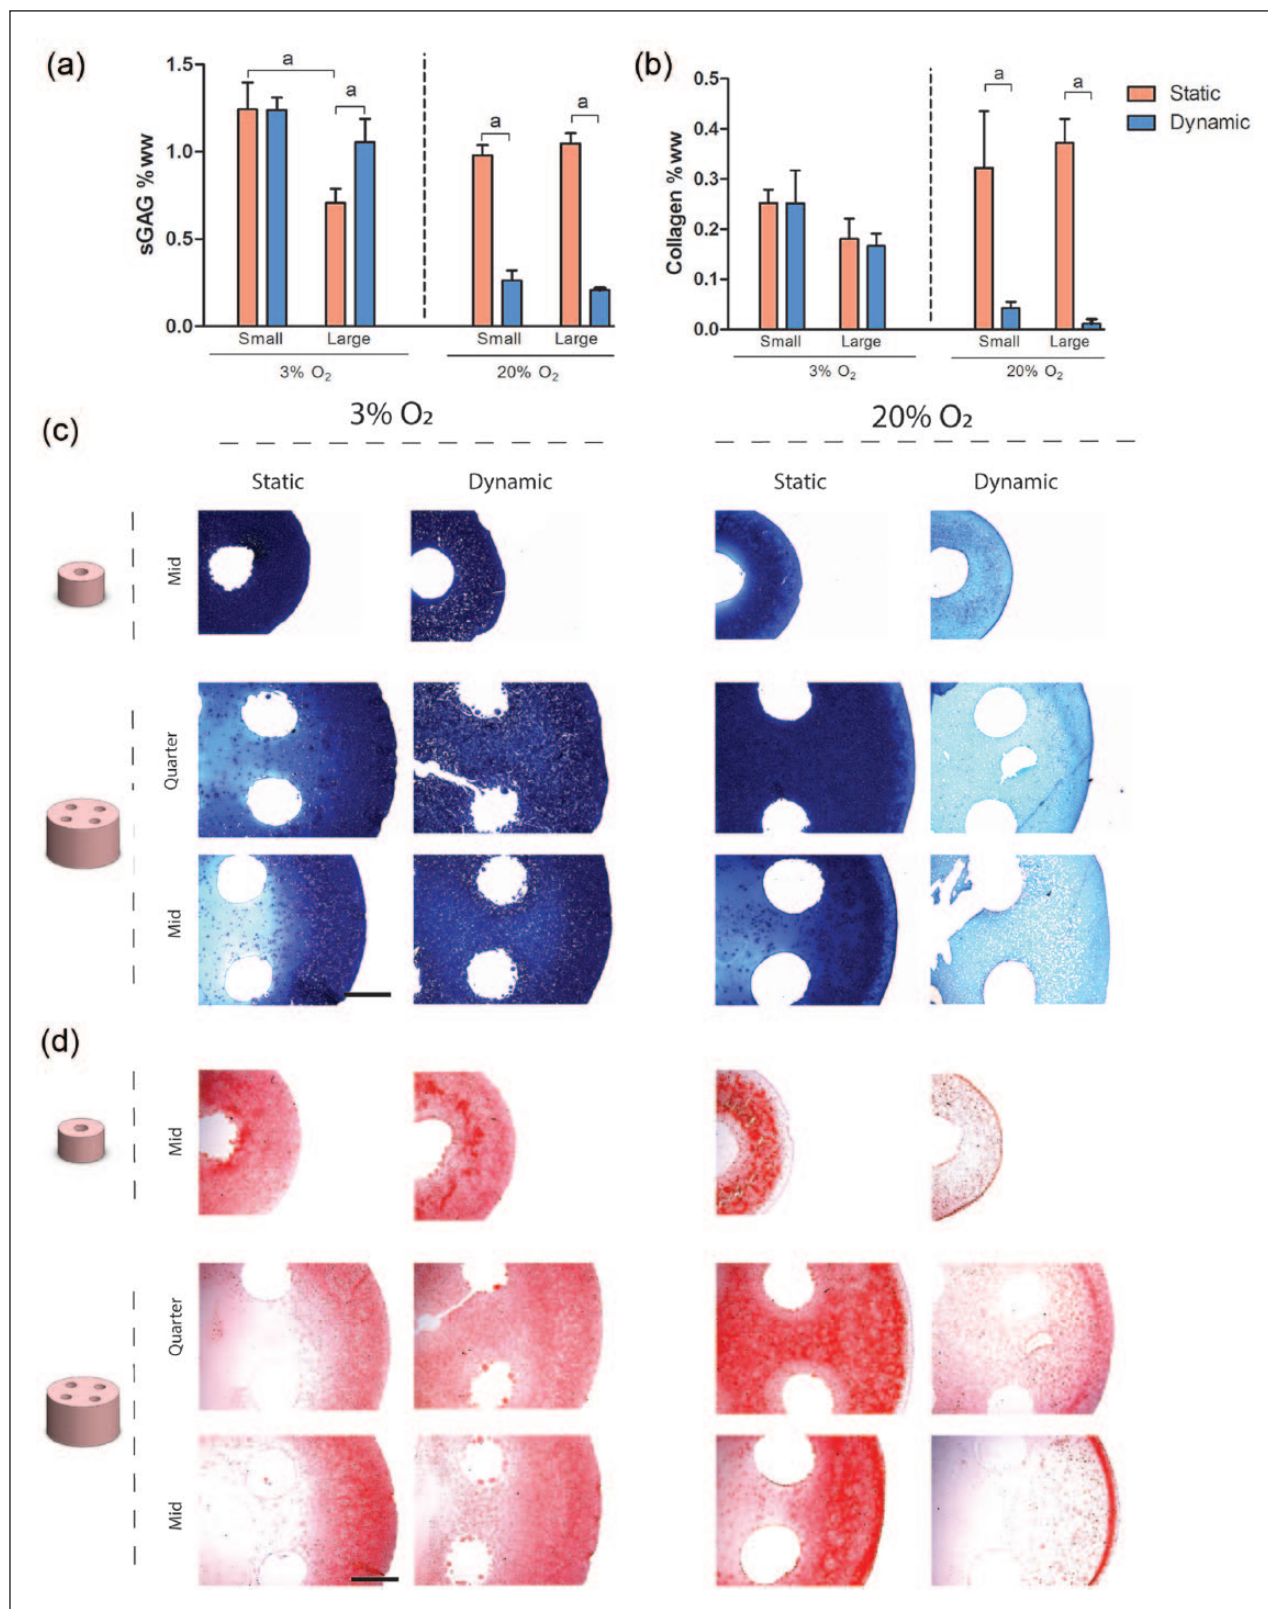 (a)
sGAG %ww
1.5
1.0
0.5
0.0
a
a
a
a
Small
Large
Small
Large
3% O₂
20% O₂
(b)
Collagen %ww
0.5
0.4
0.3
0.2
0.1
0.0
a
a
Small
Large
Small
Large
3% O₂
20% O₂
Static
Dynamic
(c)
3% O₂
20% O₂
Static
Dynamic
Static
Dynamic
Mid
Quarter
Mid
(d)
Mid
Quarter
Mid